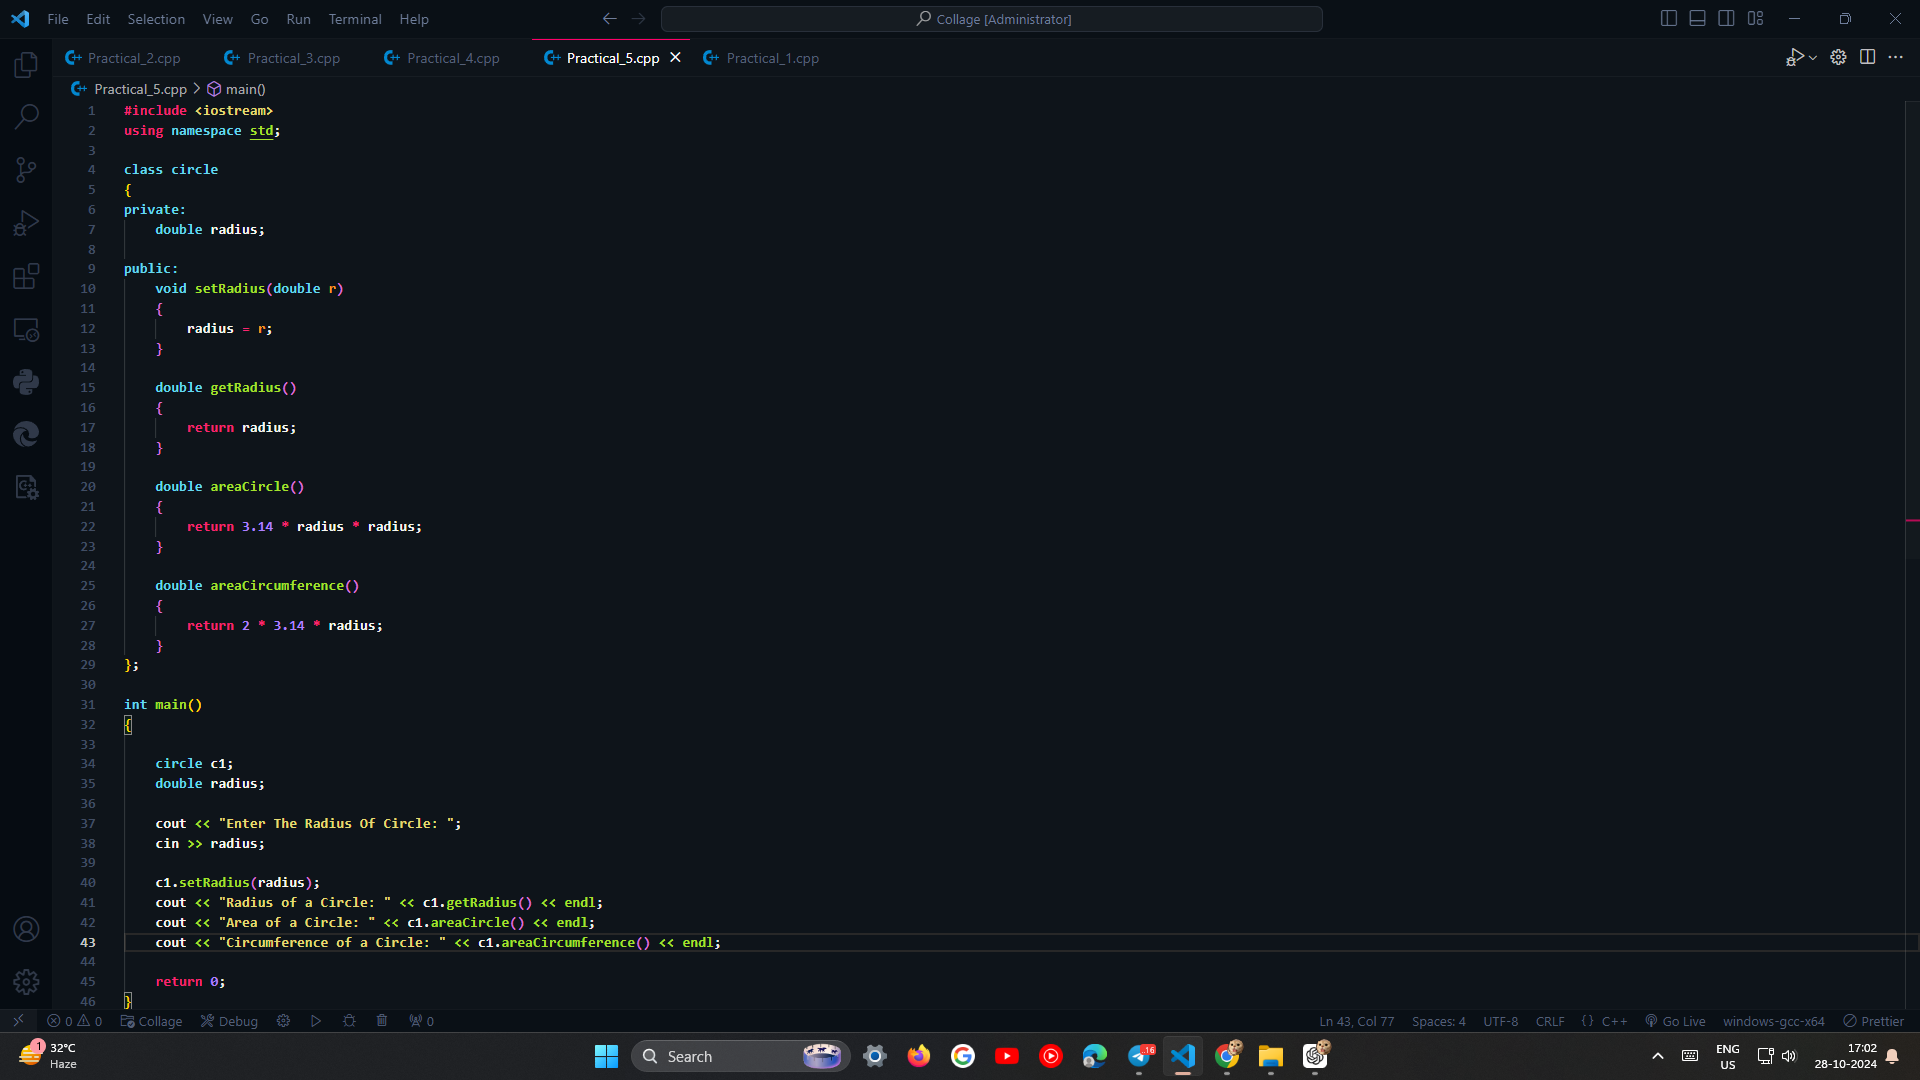 File Edit Selection View Go Run Terminal Help
Collage [Administrator]
Practical_2.cpp Practical_3.cpp Practical_4.cpp Practical_5.cpp Practical_1.cpp
Practical_5.cpp > main()
1 #include <iostream>
2 using namespace std;
3
4 class circle
5 {
6 private:
7     double radius;
8
9 public:
10     void setRadius(double r)
11     {
12         radius = r;
13     }
14
15     double getRadius()
16     {
17         return radius;
18     }
19
20     double areaCircle()
21     {
22         return 3.14 * radius * radius;
23     }
24
25     double areaCircumference()
26     {
27         return 2 * 3.14 * radius;
28     }
29 };
30
31 int main()
32 {
33
34     circle c1;
35     double radius;
36
37     cout << "Enter The Radius Of Circle: ";
38     cin >> radius;
39
40     c1.setRadius(radius);
41     cout << "Radius of a Circle: " << c1.getRadius() << endl;
42     cout << "Area of a Circle: " << c1.areaCircle() << endl;
43     cout << "Circumference of a Circle: " << c1.areaCircumference() << endl;
44
45     return 0;
46 }
0 0 Collage Debug 0 Ln 43, Col 77 Spaces: 4 UTF-8 CRLF {} C++ Go Live windows-gcc-x64 Prettier
1 32°C Search 16 ENG 17:02
Haze US 28-10-2024